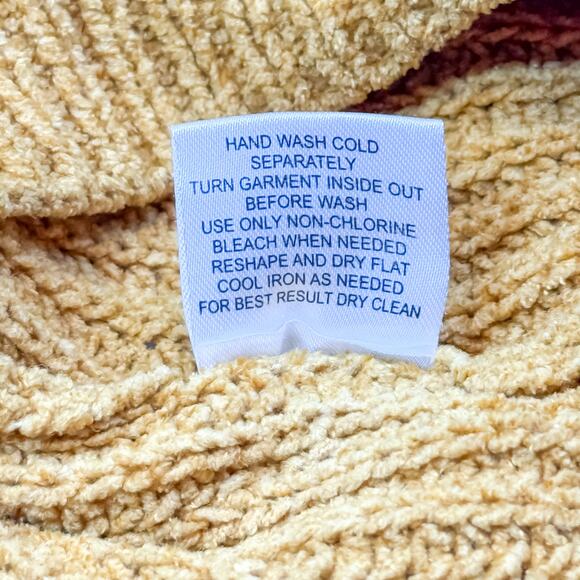 HAND WASH COLD
SEPARATELY
TURN GARMENT INSIDE OUT
BEFORE WASH
USE ONLY NON-CHLORINE
BLEACH WHEN NEEDED
RESHAPE AND DRY FLAT
COOL IRON AS NEEDED
FOR BEST RESULT DRY CLEAN